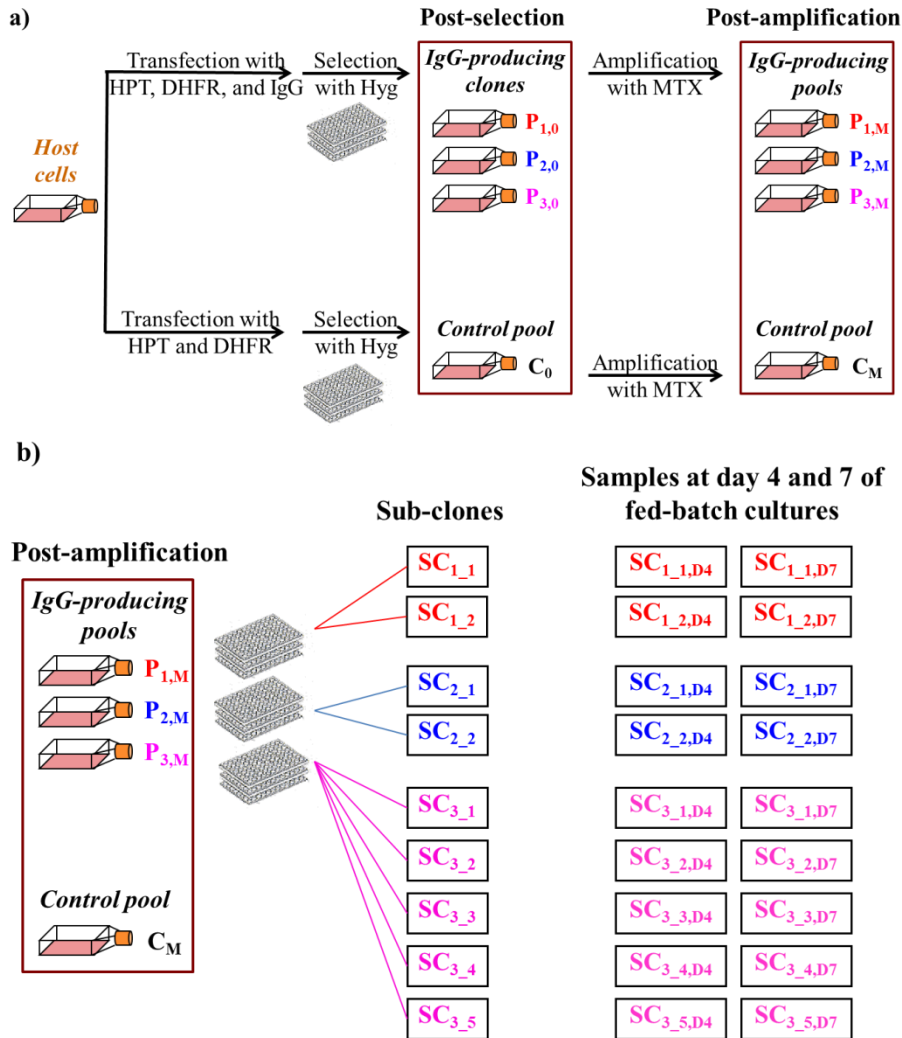 a)
Post-selection
Post-amplification
Transfection with
HPT, DHFR, and IgG
Selection
with Hyg
IgG-producing
clones
Amplification
with MTX
IgG-producing
pools
Host
cells
P1,0
P2,0
P3,0
P1,M
P2,M
P3,M
Transfection with
HPT and DHFR
Selection
with Hyg
Control pool
C0
Amplification
with MTX
Control pool
CM
b)
Samples at day 4 and 7 of
fed-batch cultures
Sub-clones
Post-amplification
IgG-producing
pools
P1,M
P2,M
P3,M
Control pool
CM
SC1_1
SC1_1,D4
SC1_1,D7
SC1_2
SC1_2,D4
SC1_2,D7
SC2_1
SC2_1,D4
SC2_1,D7
SC2_2
SC2_2,D4
SC2_2,D7
SC3_1
SC3_1,D4
SC3_1,D7
SC3_2
SC3_2,D4
SC3_2,D7
SC3_3
SC3_3,D4
SC3_3,D7
SC3_4
SC3_4,D4
SC3_4,D7
SC3_5
SC3_5,D4
SC3_5,D7